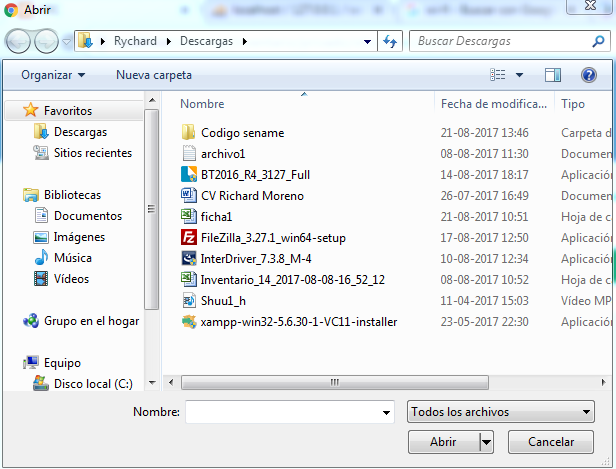 Abrir
Rychard Descargas Buscar Descargas
Organizar Nueva carpeta
Favoritos
Descargas
Sitios recientes
Bibliotecas
Documentos
Imágenes
Música
Vídeos
Grupo en el hogar
Equipo
Disco local (C:)
Nombre Fecha de modifica... Tipo
Codigo sename 21-08-2017 13:46 Carpeta d
archivo1 08-08-2017 11:30 Documen
BT2016_R4_3127_Full 14-08-2017 18:17 Aplicación
CV Richard Moreno 26-07-2017 16:49 Documen
ficha1 21-08-2017 10:51 Hoja de c
FileZilla_3.27.1_win64-setup 17-08-2017 12:50 Aplicación
InterDriver_7.3.8_M-4 10-08-2017 12:34 Aplicación
Inventario_14_2017-08-08-16_52_12 08-08-2017 10:52 Hoja de c
Shuu1_h 11-04-2017 15:03 Vídeo MP
xampp-win32-5.6.30-1-VC11-installer 23-05-2017 22:30 Aplicación
Nombre: Todos los archivos
Abrir Cancelar